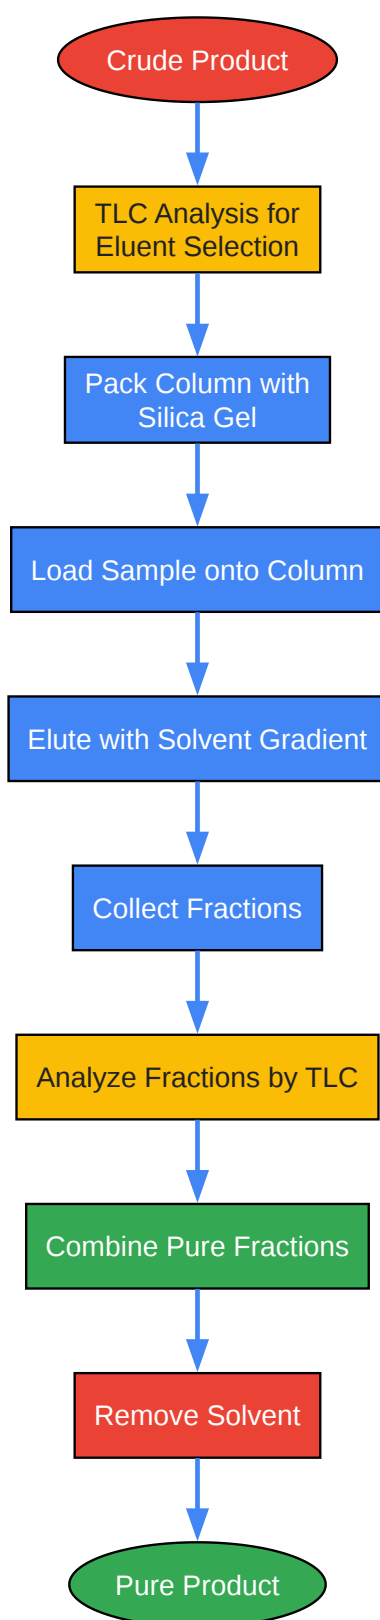 Crude Product
TLC Analysis for
Eluent Selection
Pack Column with
Silica Gel
Load Sample onto Column
Elute with Solvent Gradient
Collect Fractions
Analyze Fractions by TLC
Combine Pure Fractions
Remove Solvent
Pure Product